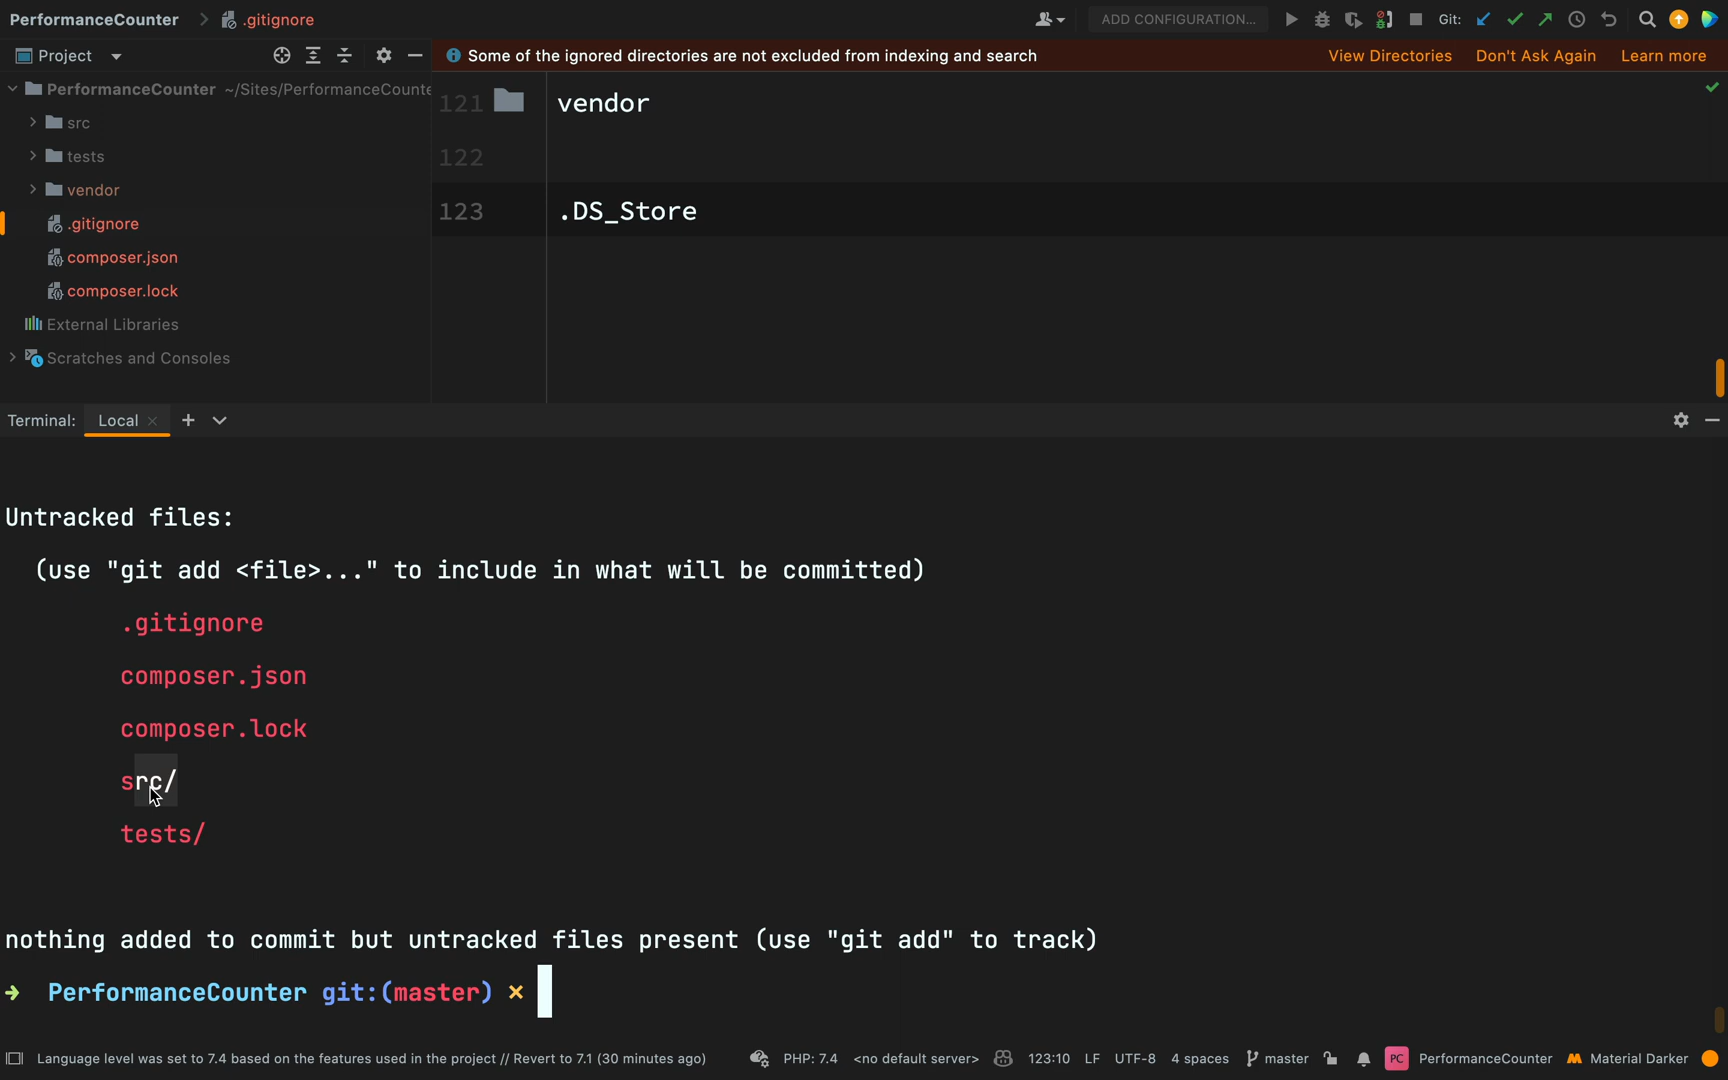 PerformanceCounter .gitignore ADD CONFIGURATION... Git:
Project
Some of the ignored directories are not excluded from indexing and search View Directories Don't Ask Again Learn more
PerformanceCounter ~/Sites/PerformanceCounte
src
tests
vendor
.gitignore
composer.json
composer.lock
External Libraries
Scratches and Consoles
121 vendor
122
123 .DS_Store
Terminal: Local
Untracked files:
(use "git add <file>..." to include in what will be committed)
.gitignore
composer.json
composer.lock
src/
tests/
nothing added to commit but untracked files present (use "git add" to track)
→ PerformanceCounter git:(master) ×
Language level was set to 7.4 based on the features used in the project // Revert to 7.1 (30 minutes ago) PHP: 7.4 <no default server> 123:10 LF UTF-8 4 spaces master PC PerformanceCounter Material Darker